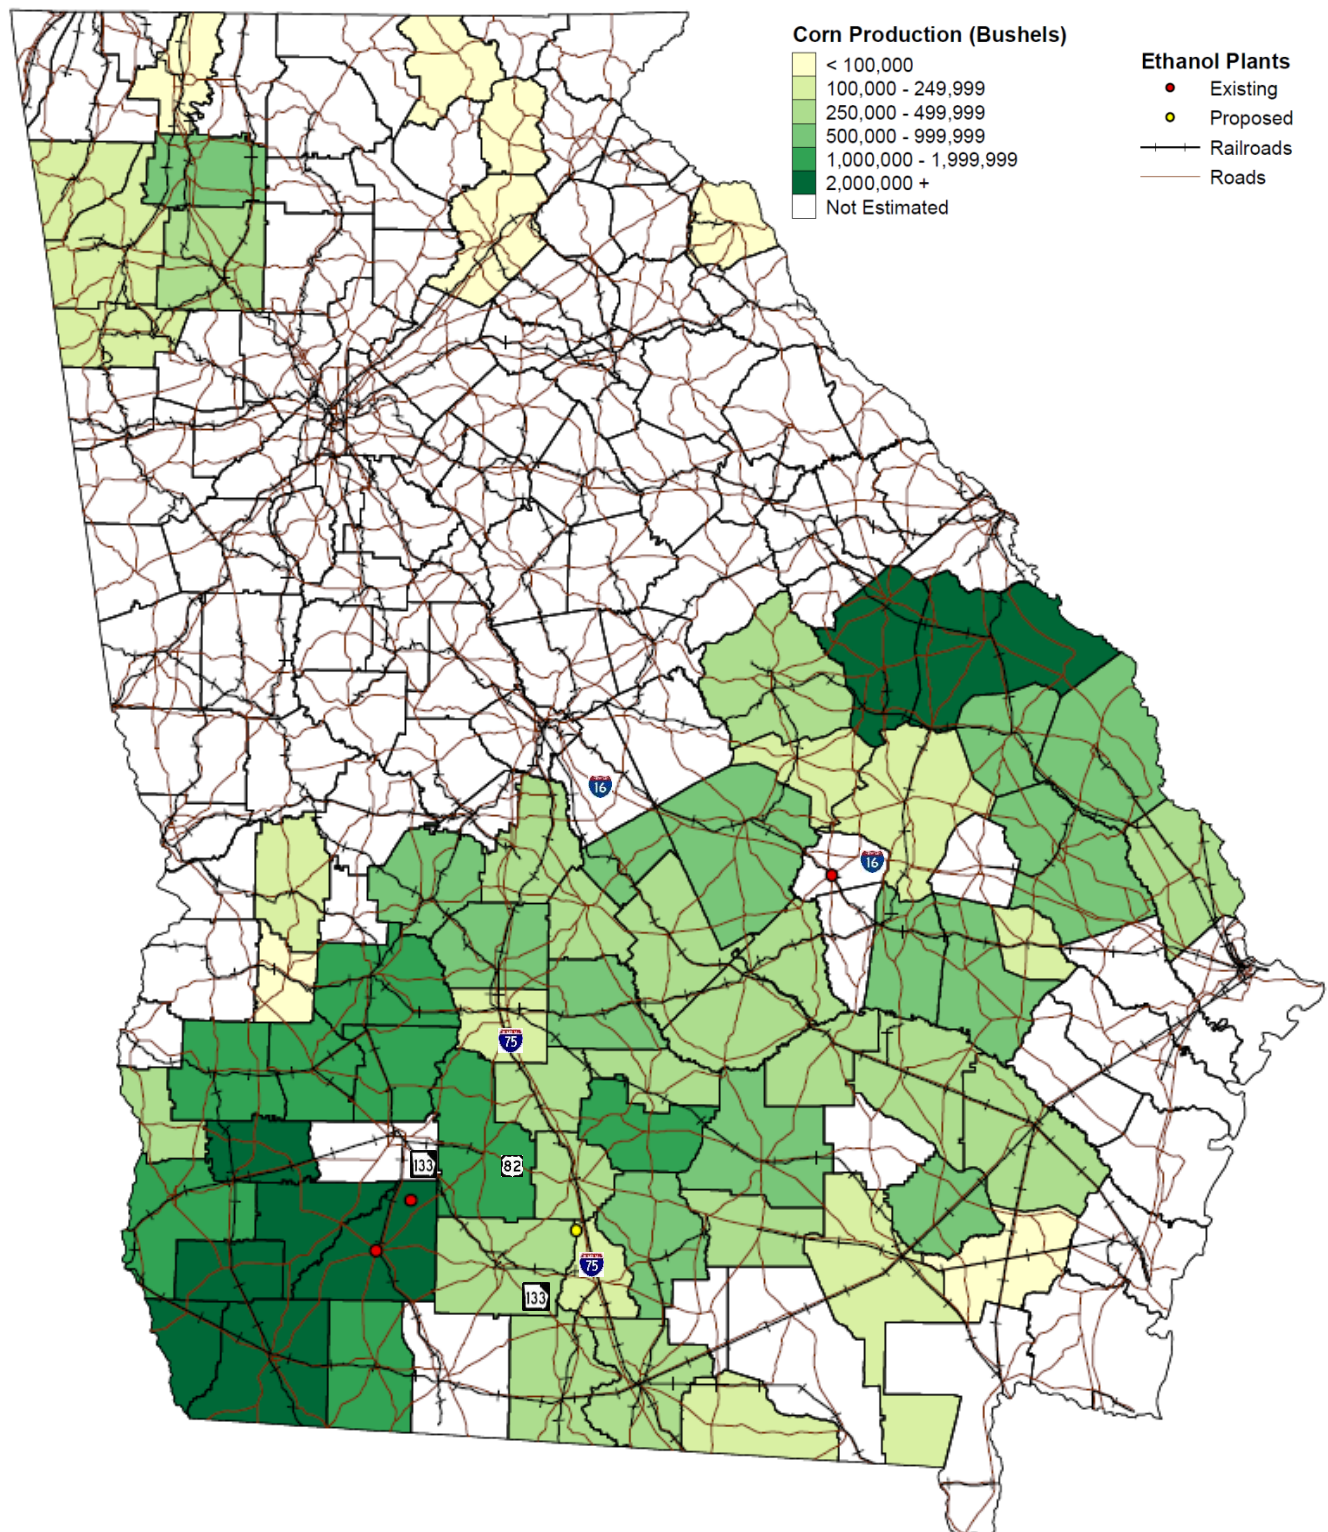 Corn Production (Bushels)
< 100,000
100,000 - 249,999
250,000 - 499,999
500,000 - 999,999
1,000,000 - 1,999,999
2,000,000 +
Not Estimated
Ethanol Plants
Existing
Proposed
Railroads
Roads
16
16
75
133
82
75
133